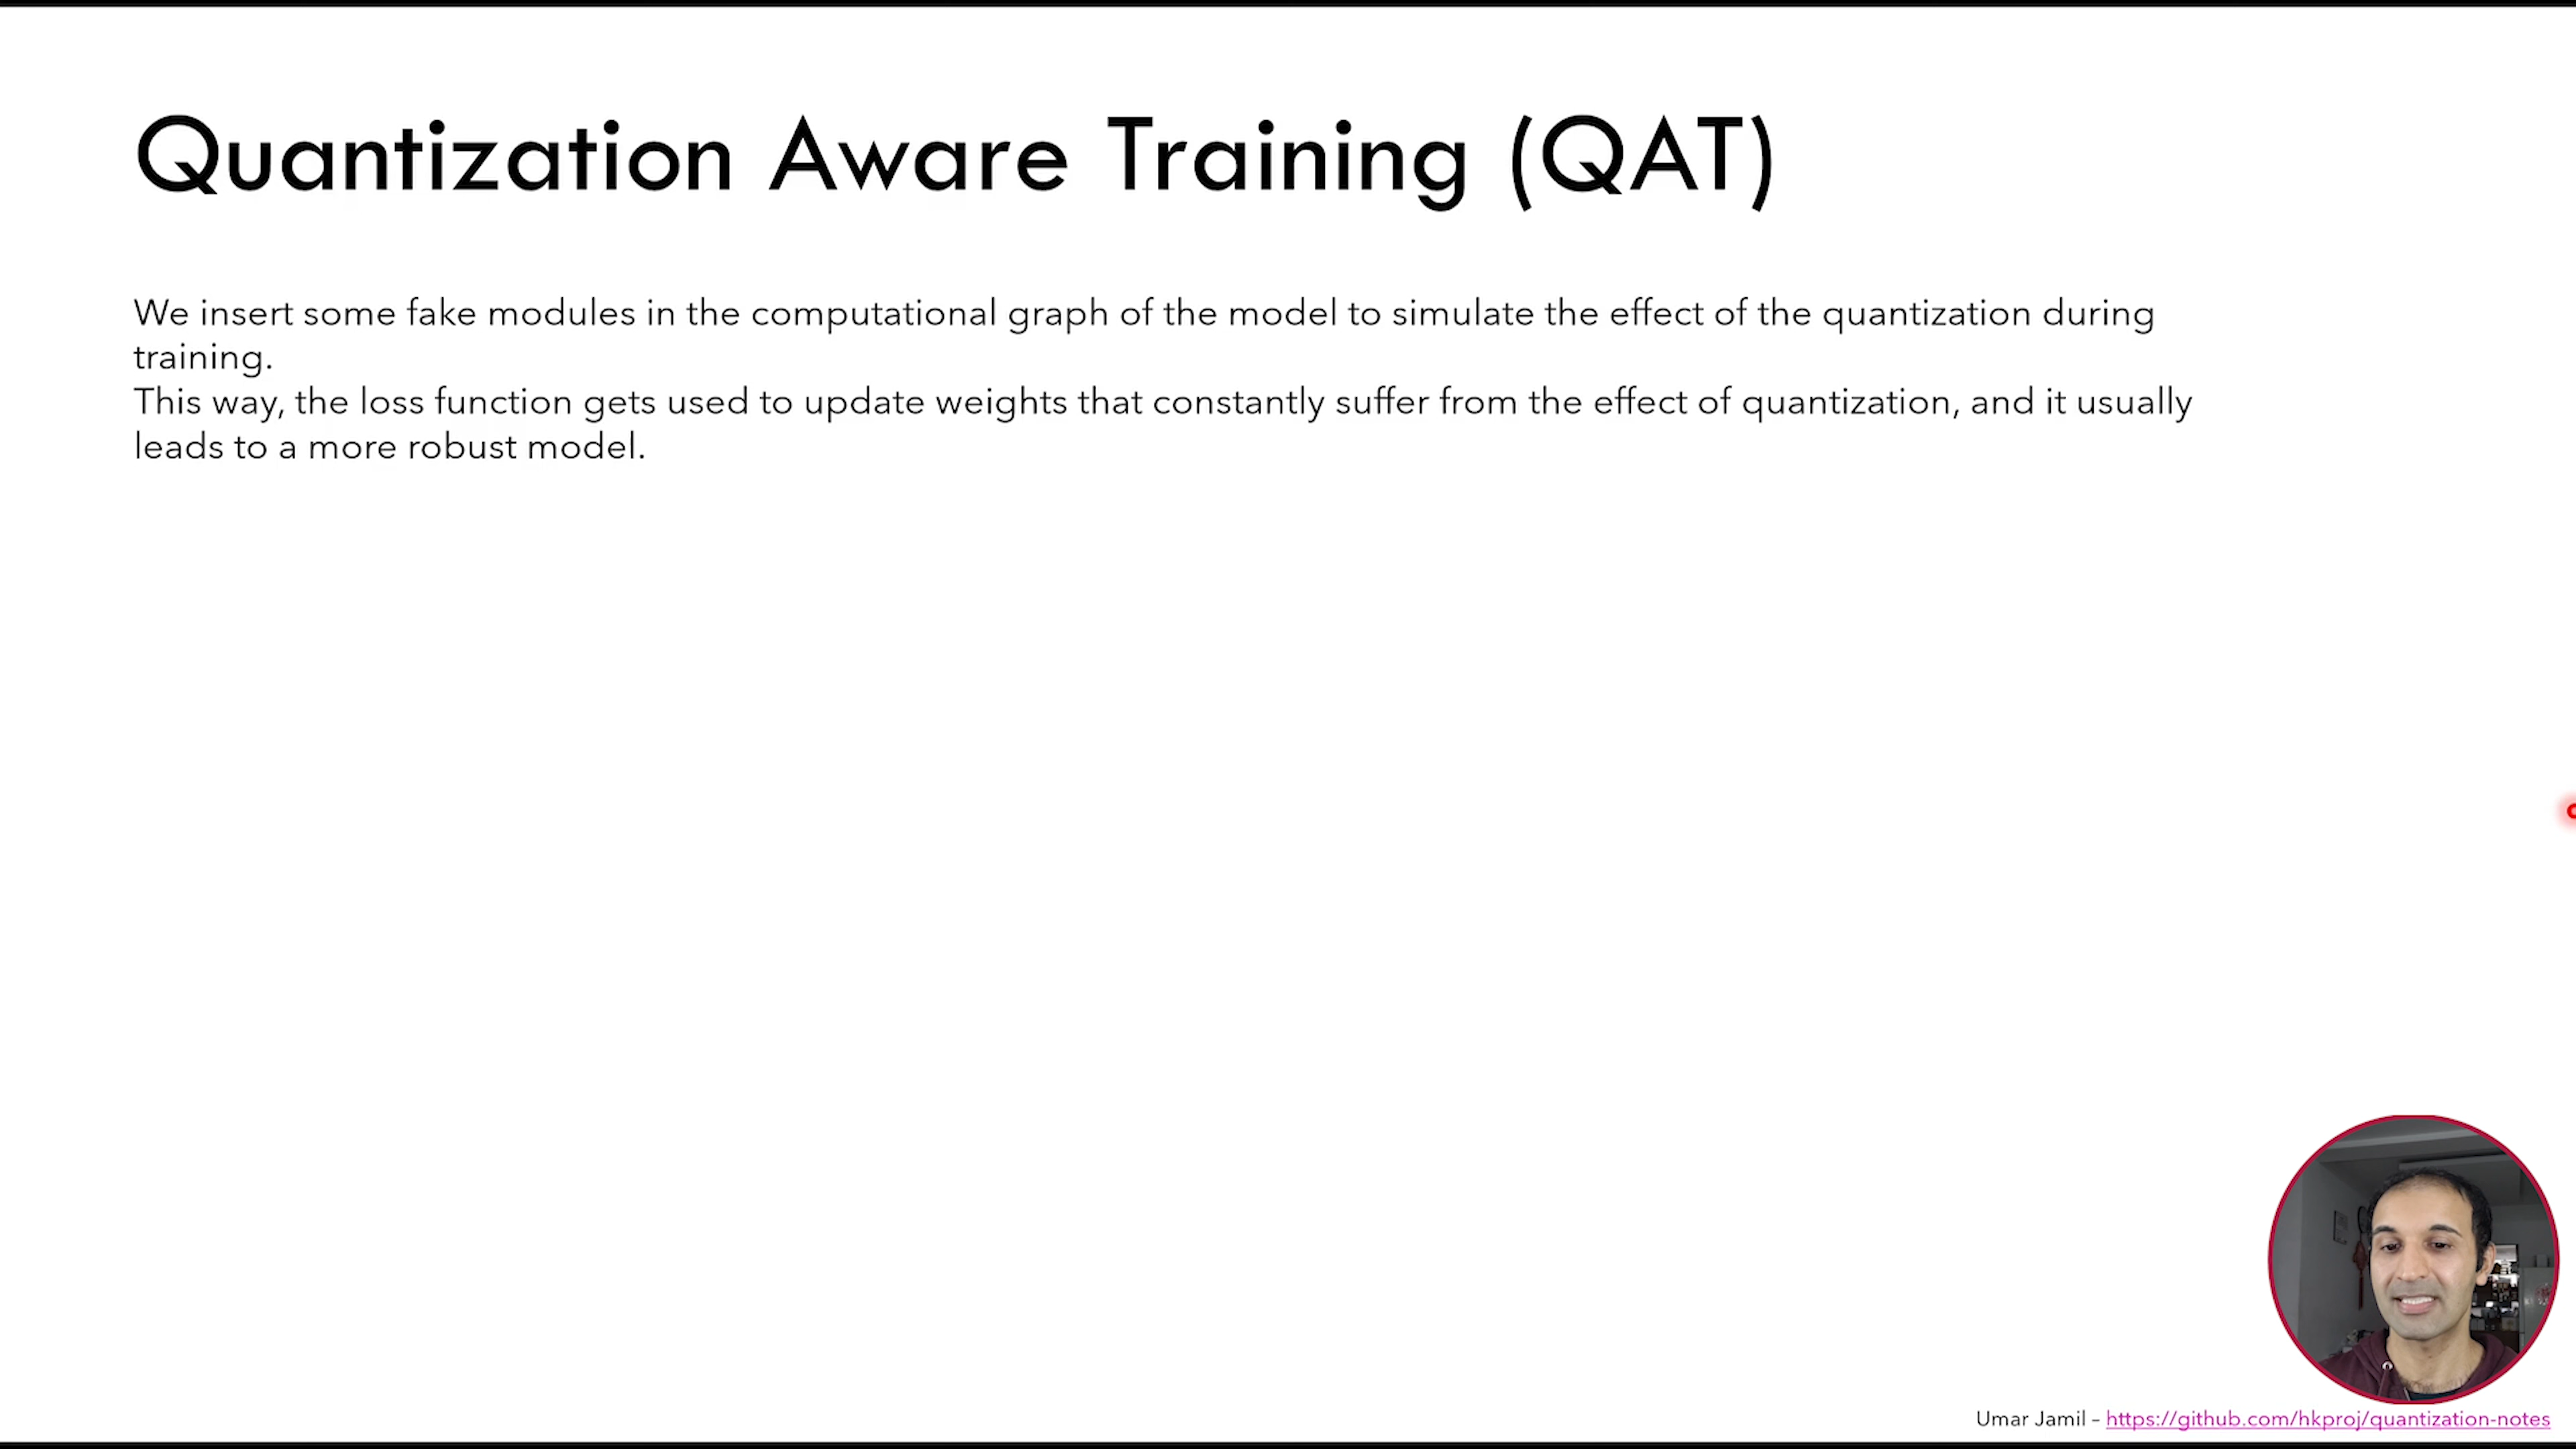 Quantization Aware Training (QAT)
We insert some fake modules in the computational graph of the model to simulate the effect of the quantization during
training.
This way, the loss function gets used to update weights that constantly suffer from the effect of quantization, and it usually
leads to a more robust model.
Umar Jamil – https://github.com/hkproj/quantization-notes